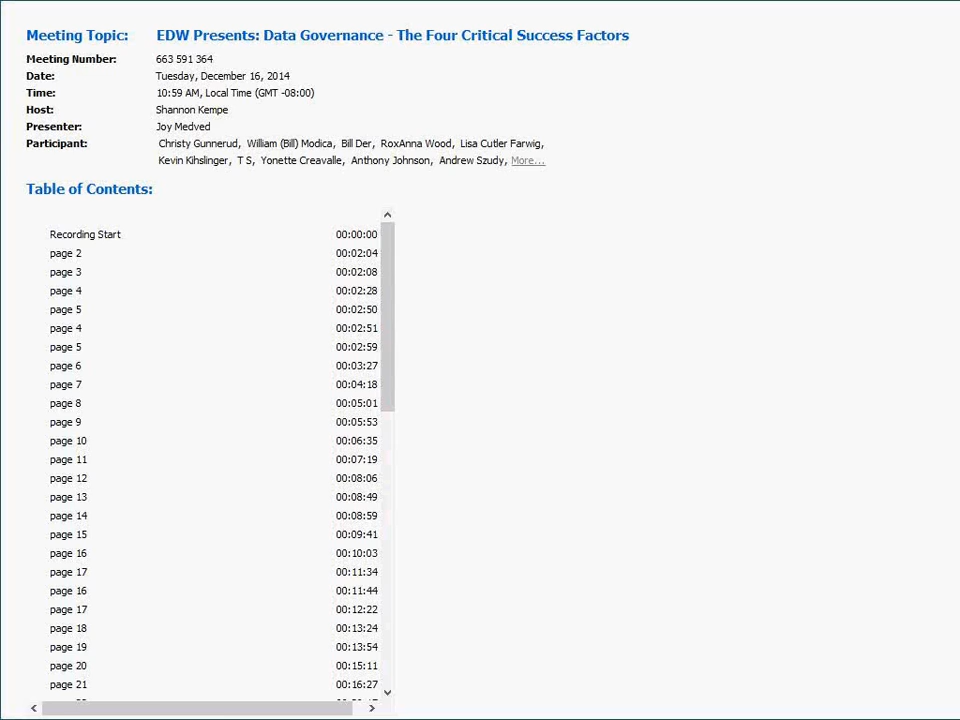 Meeting Topic: EDW Presents: Data Governance - The Four Critical Success Factors
Meeting Number: 663 591 364
Date: Tuesday, December 16, 2014
Time: 10:59 AM, Local Time (GMT -08:00)
Host: Shannon Kempe
Presenter: Joy Medved
Participant: Christy Gunnerud, William (Bill) Modica, Bill Der, RoxAnna Wood, Lisa Cutler Farwig,
Kevin Kihslinger, T S, Yonette Creavalle, Anthony Johnson, Andrew Szudy, More...
Table of Contents:
Recording Start 00:00:00
page 2 00:02:04
page 3 00:02:08
page 4 00:02:28
page 5 00:02:50
page 4 00:02:51
page 5 00:02:59
page 6 00:03:27
page 7 00:04:18
page 8 00:05:01
page 9 00:05:53
page 10 00:06:35
page 11 00:07:19
page 12 00:08:06
page 13 00:08:49
page 14 00:08:59
page 15 00:09:41
page 16 00:10:03
page 17 00:11:34
page 16 00:11:44
page 17 00:12:22
page 18 00:13:24
page 19 00:13:54
page 20 00:15:11
page 21 00:16:27